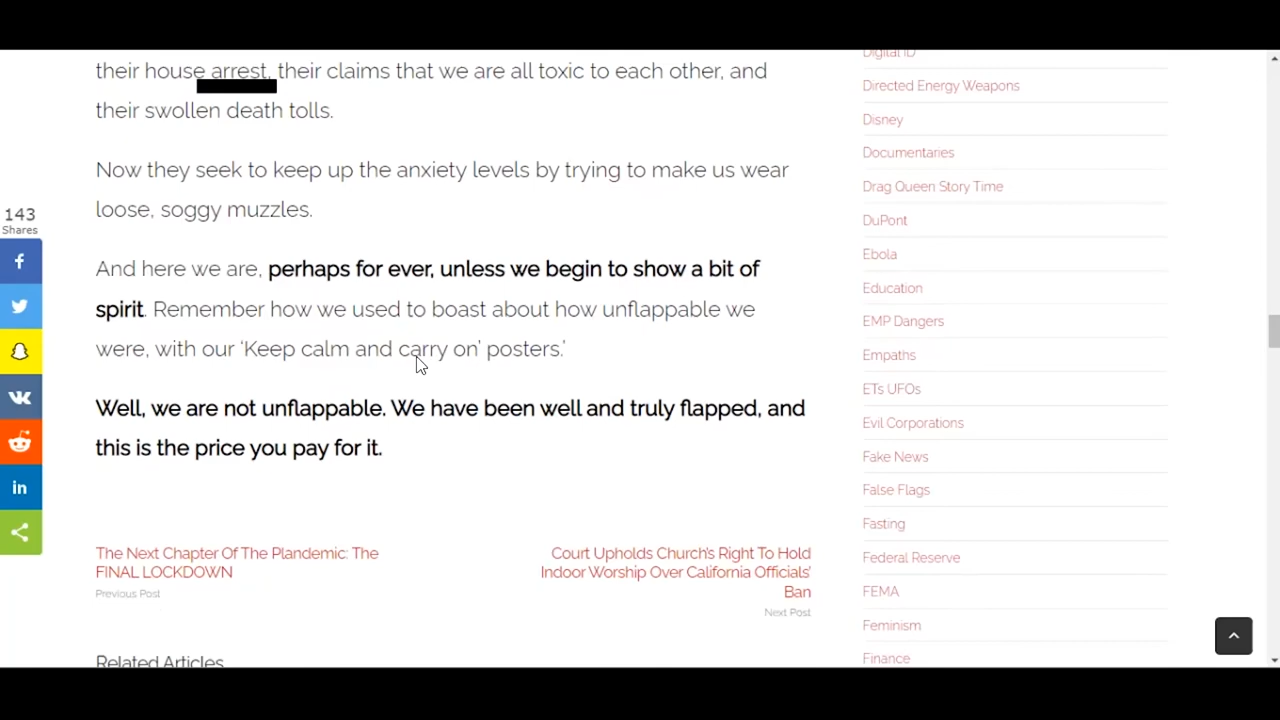 their house arrest, their claims that we are all toxic to each other, and
their swollen death tolls.
Now they seek to keep up the anxiety levels by trying to make us wear
loose, soggy muzzles.
And here we are, perhaps for ever, unless we begin to show a bit of
spirit. Remember how we used to boast about how unflappable we
were, with our ‘Keep calm and carry on’ posters.’
Well, we are not unflappable. We have been well and truly flapped, and
this is the price you pay for it.
The Next Chapter Of The Plandemic: The
FINAL LOCKDOWN
Previous Post
Court Upholds Church’s Right To Hold
Indoor Worship Over California Officials’
Ban
Next Post
Related Articles
143
Shares
in
Digital ID
Directed Energy Weapons
Disney
Documentaries
Drag Queen Story Time
DuPont
Ebola
Education
EMP Dangers
Empaths
ETs UFOs
Evil Corporations
Fake News
False Flags
Fasting
Federal Reserve
FEMA
Feminism
Finance